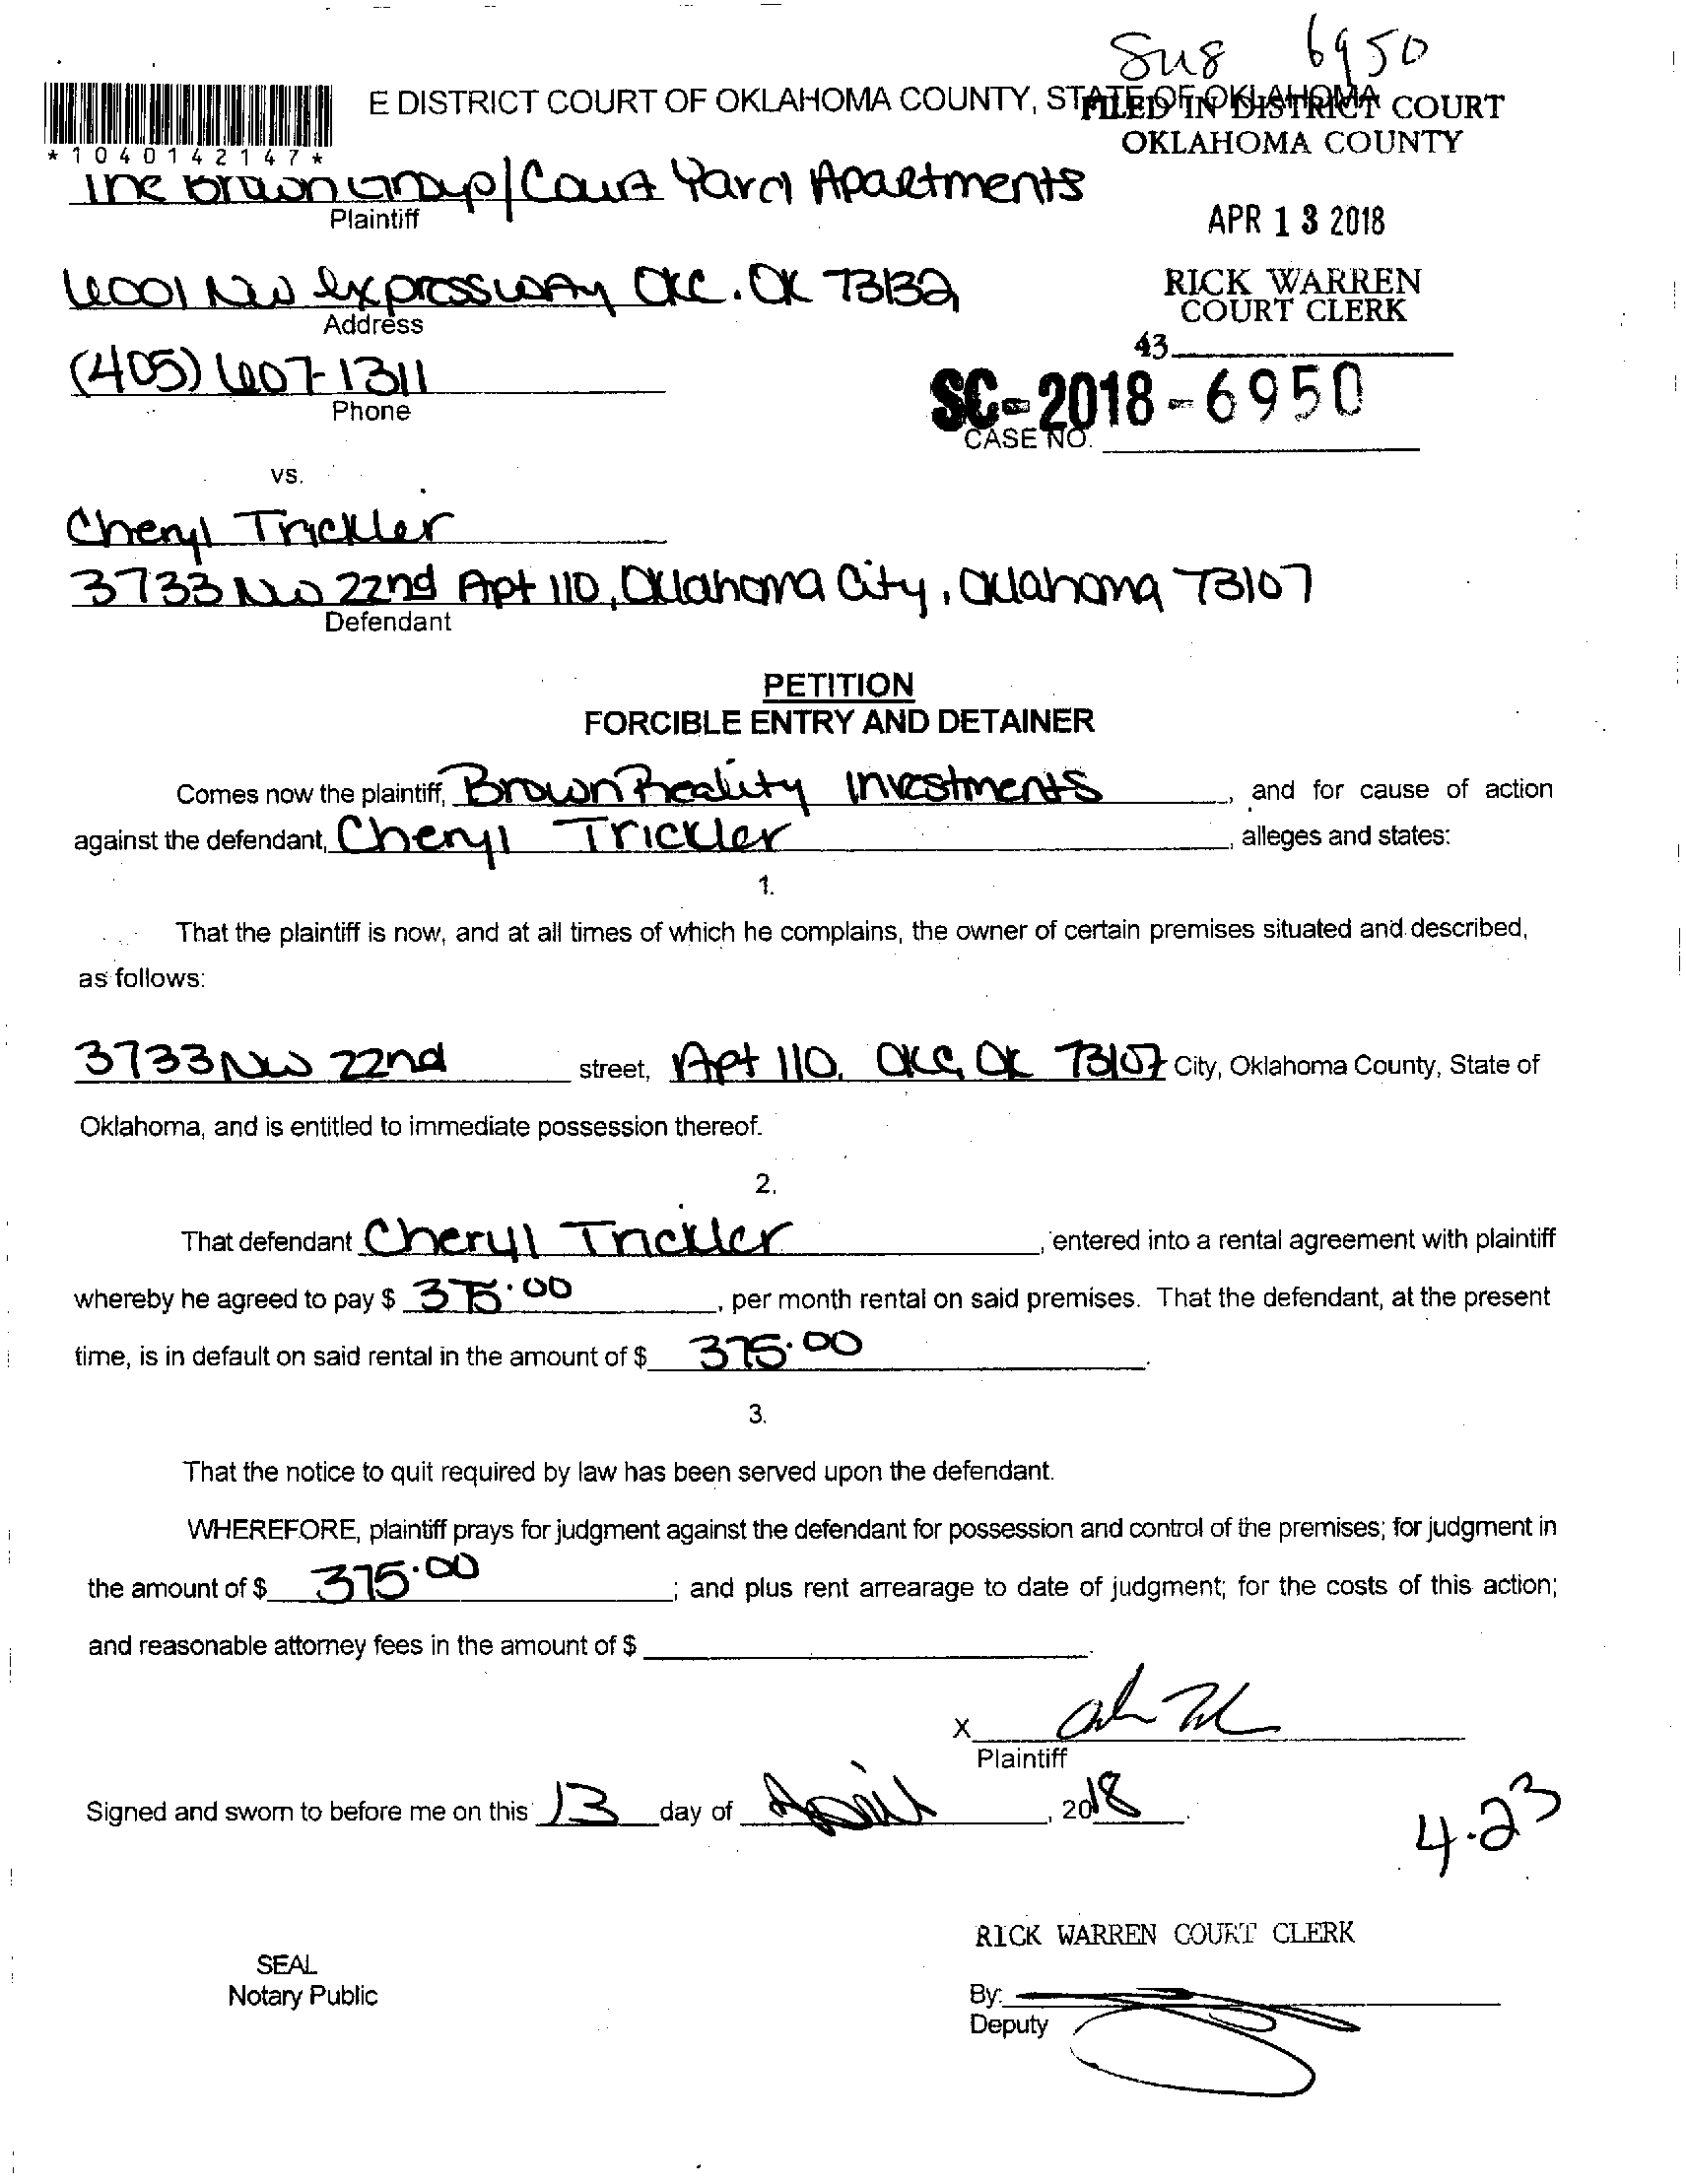 Sug 6950
E DISTRICT COURT OF OKLAHOMA COUNTY, STATE OF OKLAHOMA
FILED IN DISTRICT COURT
OKLAHOMA COUNTY
*1040142147*
The Brown Group/Court Yard Apartments
Plaintiff
APR 13 2018
6001 NW expressway OKC. OK 73132
Address
RICK WARREN
COURT CLERK
43
(405) 607-1311
Phone
SC-2018-6950
CASE NO.
vs.
Cheryl Trickler
3733 NW 22nd Apt 110, Oklahoma City, Oklahoma 73107
Defendant
PETITION
FORCIBLE ENTRY AND DETAINER
Comes now the plaintiff, Brown Reality Investments, and for cause of action
against the defendant, Cheryl Trickler, alleges and states:
1.
That the plaintiff is now, and at all times of which he complains, the owner of certain premises situated and described,
as follows:
3733 NW 22nd street, Apt 110, OKC, OK 73107 City, Oklahoma County, State of
Oklahoma, and is entitled to immediate possession thereof.
2.
That defendant Cheryl Trickler, entered into a rental agreement with plaintiff
whereby he agreed to pay $ 375.00, per month rental on said premises. That the defendant, at the present
time, is in default on said rental in the amount of $ 375.00.
3.
That the notice to quit required by law has been served upon the defendant.
WHEREFORE, plaintiff prays for judgment against the defendant for possession and control of the premises; for judgment in
the amount of $ 375.00; and plus rent arrearage to date of judgment; for the costs of this action;
and reasonable attorney fees in the amount of $
X
Plaintiff
Signed and sworn to before me on this 13 day of April, 2018.
4.23
RICK WARREN COURT CLERK
SEAL
Notary Public
By:
Deputy